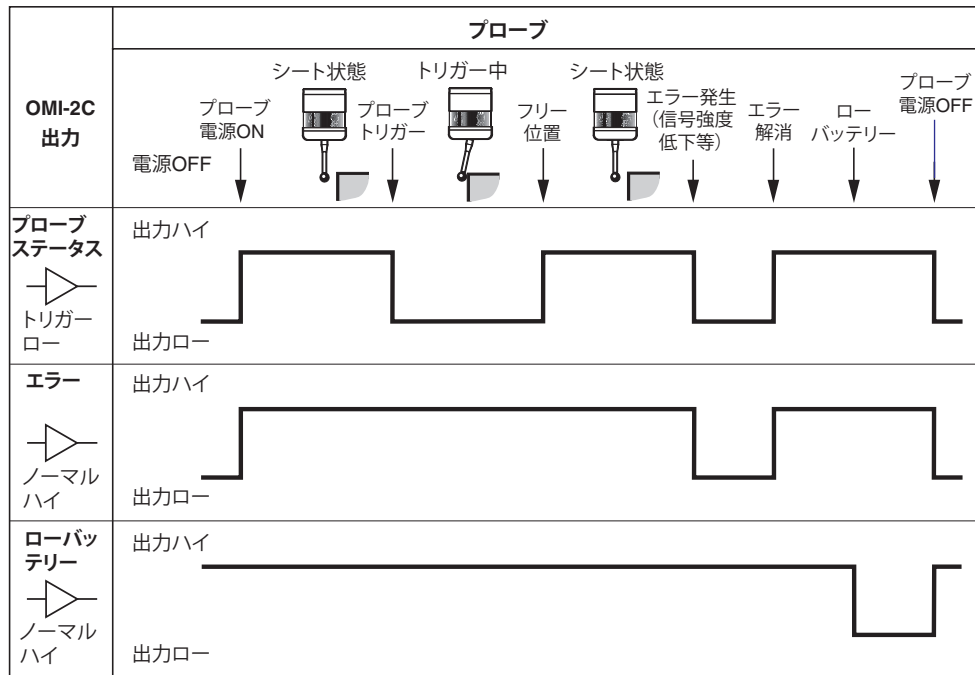 OMI-2C
出力
プローブ
シート状態
トリガー中
シート状態
プローブ
電源ON
プローブ
トリガー
フリー
位置
エラー発生
(信号強度
低下等)
エラー
解消
ロー
バッテリー
プローブ
電源OFF
電源OFF
プローブ
ステータス
トリガー
ロー
出力ハイ
出力ロー
エラー
ノーマル
ハイ
出力ハイ
出力ロー
ローバッ
テリー
ノーマル
ハイ
出力ハイ
出力ロー